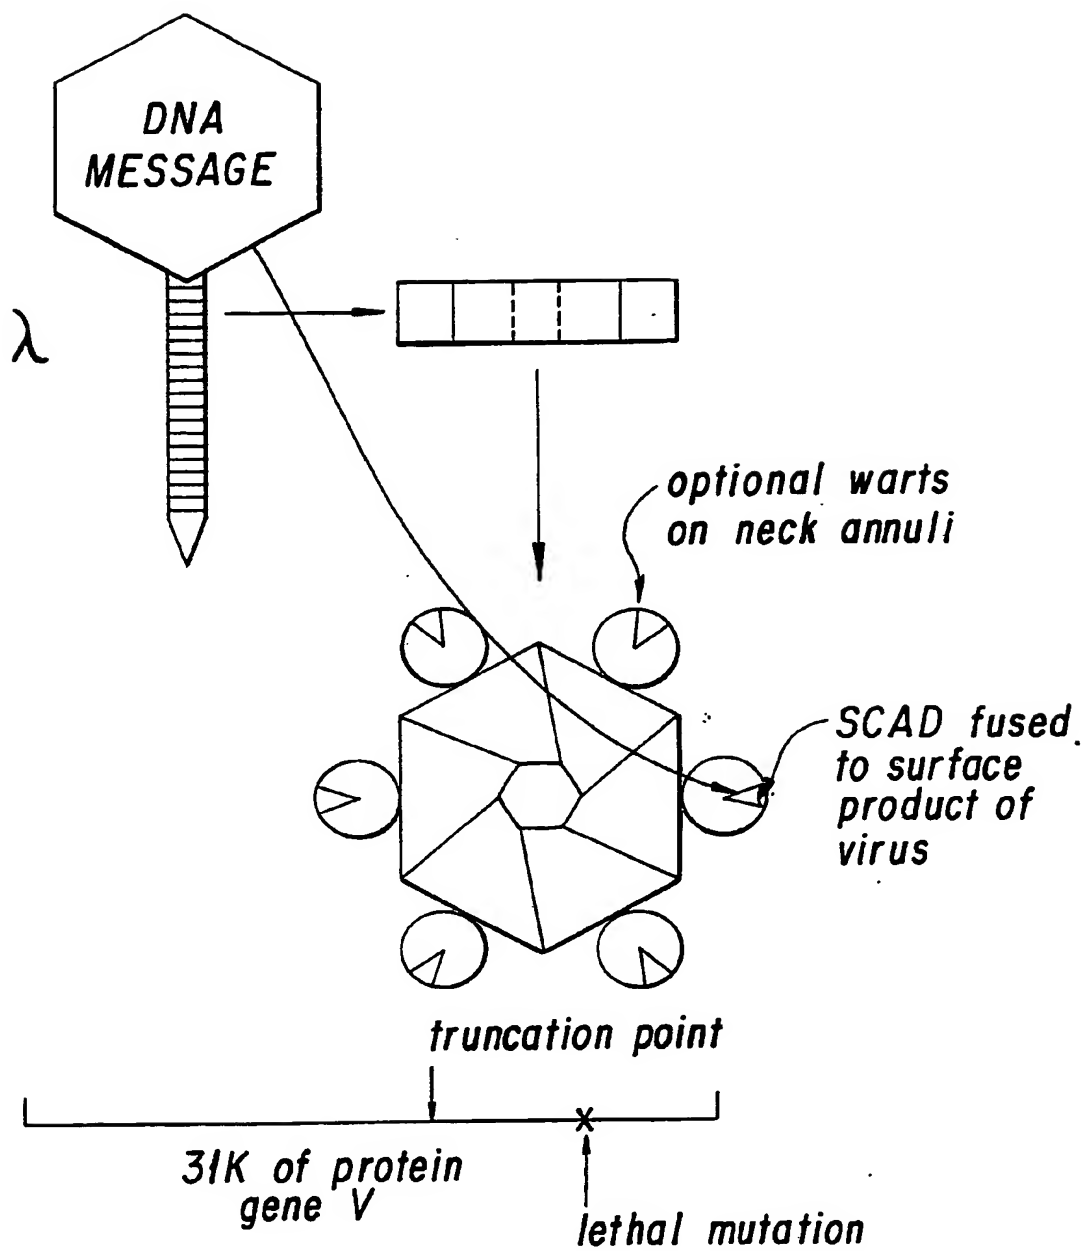 DNA
MESSAGE
λ
optional warts
on neck annuli
SCAD fused
to surface
product of
virus
truncation point
x
31K of protein
gene V
lethal mutation